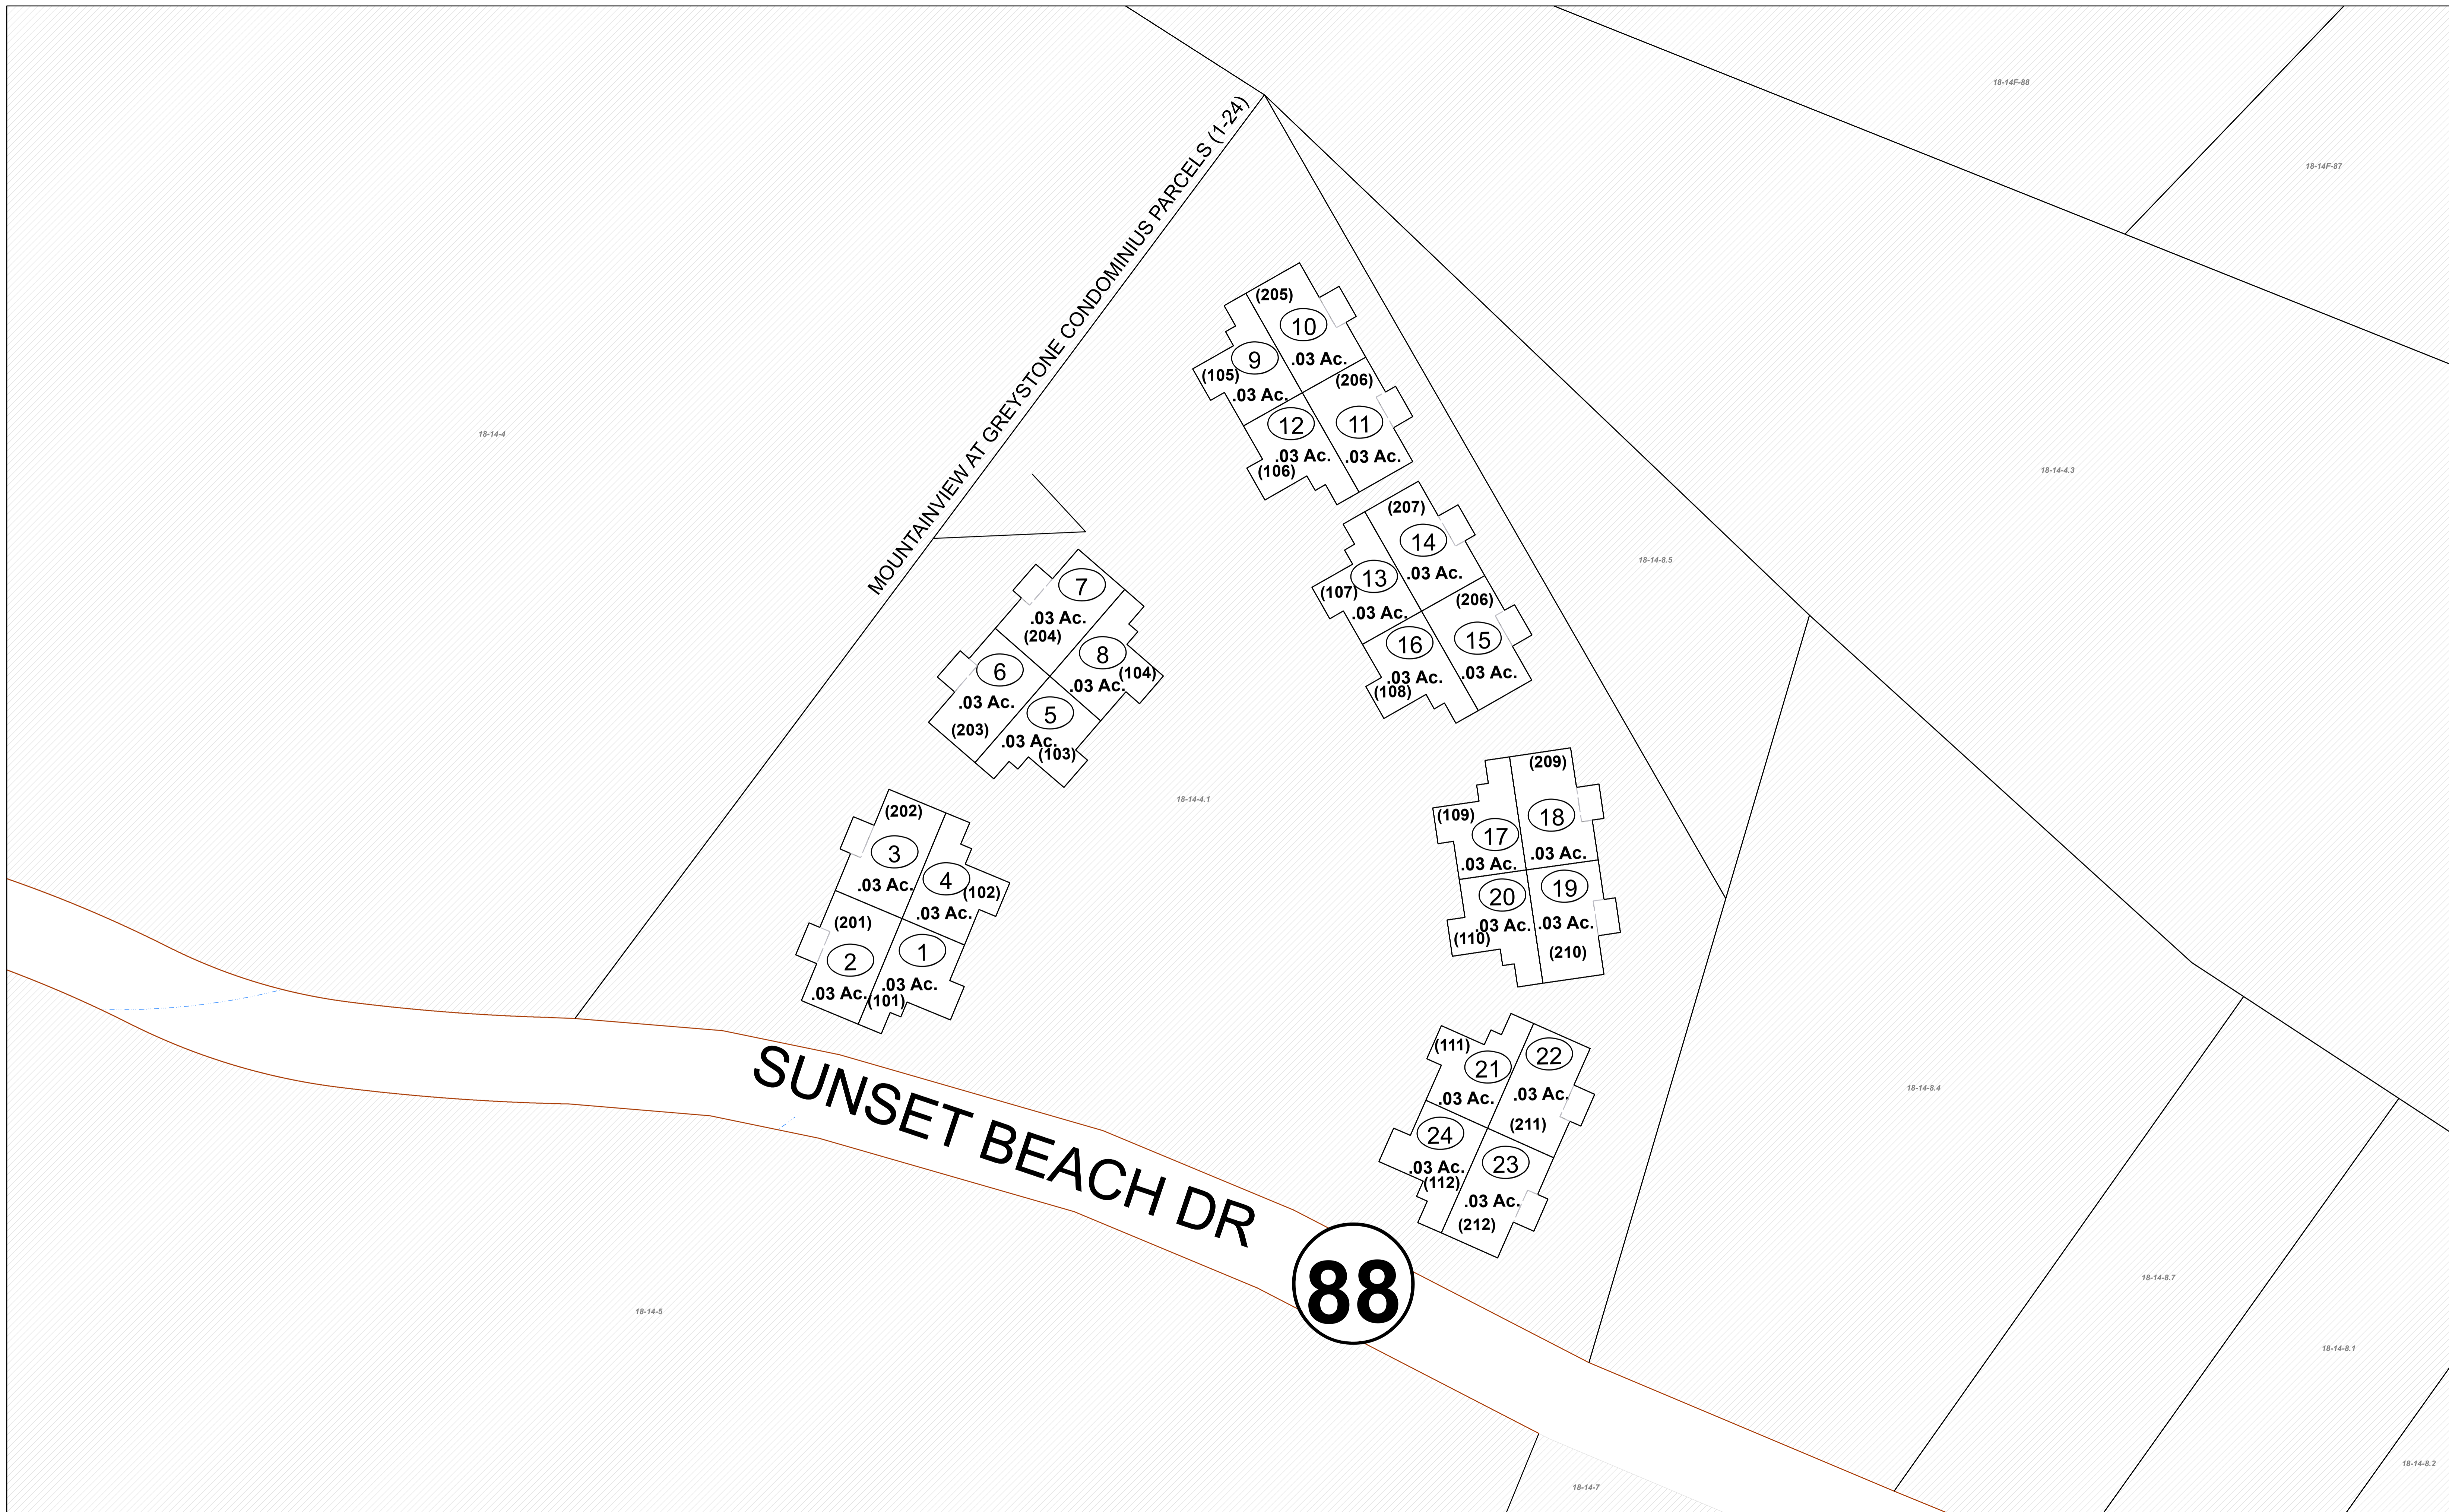 18-14F-88
18-14F-87
MOUNTAINVIEW AT GREYSTONE CONDOMINIUS PARCELS (1-24)
18-14-4
18-14-4.3
18-14-8.5
18-14-4.1
18-14-8.4
18-14-8.7
18-14-8.1
18-14-8.2
18-14-5
18-14-7
(205)
10
.03 Ac.
9
(105)
.03 Ac.
(206)
11
.03 Ac.
12
.03 Ac.
(106)
(207)
14
.03 Ac.
13
(107)
.03 Ac.
(206)
15
.03 Ac.
16
.03 Ac.
(108)
7
.03 Ac.
(204)
8
(104)
.03 Ac.
6
.03 Ac.
(203)
5
.03 Ac.
(103)
(202)
3
.03 Ac.
4
(102)
.03 Ac.
(201)
2
.03 Ac.
1
.03 Ac.
(101)
(209)
18
.03 Ac.
(109)
17
.03 Ac.
19
.03 Ac.
(210)
20
.03 Ac.
(110)
(111)
21
.03 Ac.
22
.03 Ac.
(211)
24
.03 Ac.
(112)
23
.03 Ac.
(212)
SUNSET BEACH DR
88